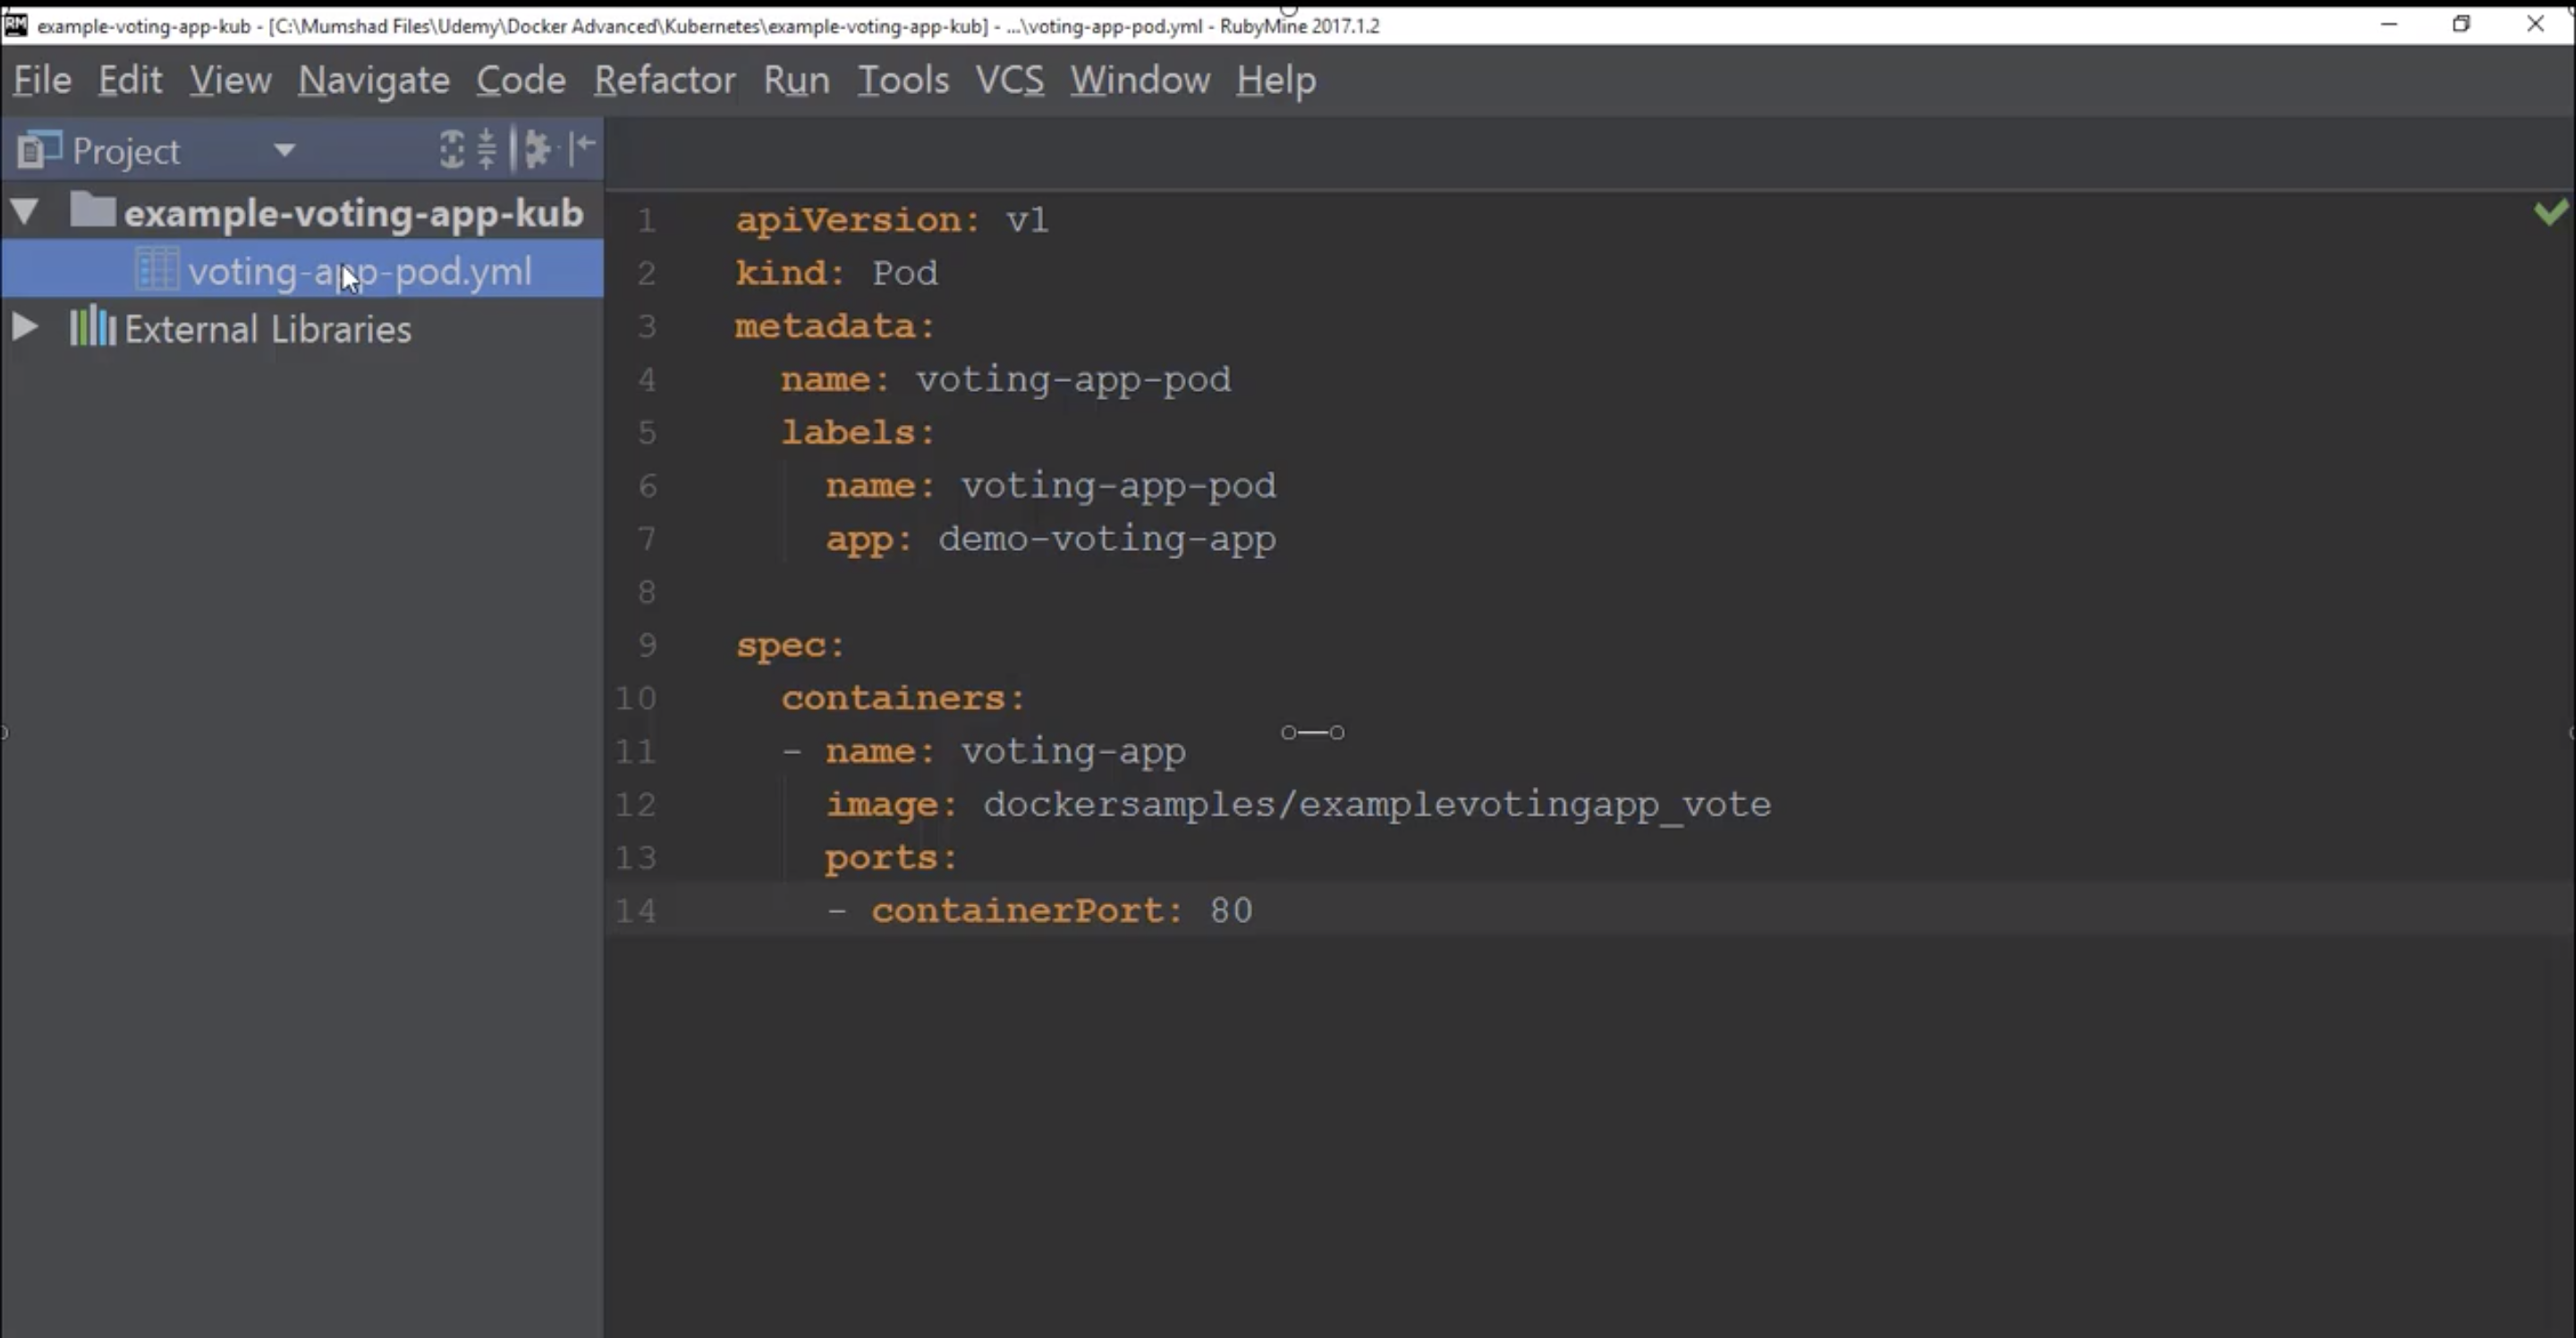 RM example-voting-app-kub - [C:\Mumshad Files\Udemy\Docker Advanced\Kubernetes\example-voting-app-kub] - ...\voting-app-pod.yml - RubyMine 2017.1.2
File Edit View Navigate Code Refactor Run Tools VCS Window Help
Project
example-voting-app-kub
voting-app-pod.yml
External Libraries
1 apiVersion: v1
2 kind: Pod
3 metadata:
4   name: voting-app-pod
5   labels:
6     name: voting-app-pod
7     app: demo-voting-app
8
9 spec:
10   containers:
11   - name: voting-app
12     image: dockersamples/examplevotingapp_vote
13     ports:
14     - containerPort: 80